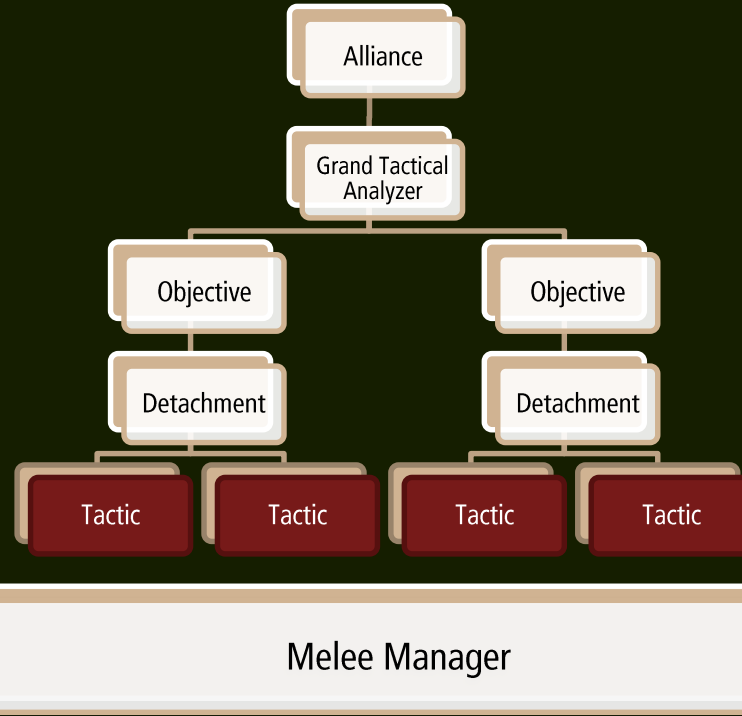 Alliance
Grand Tactical
Analyzer
Objective
Objective
Detachment
Detachment
Tactic
Tactic
Tactic
Tactic
Melee Manager